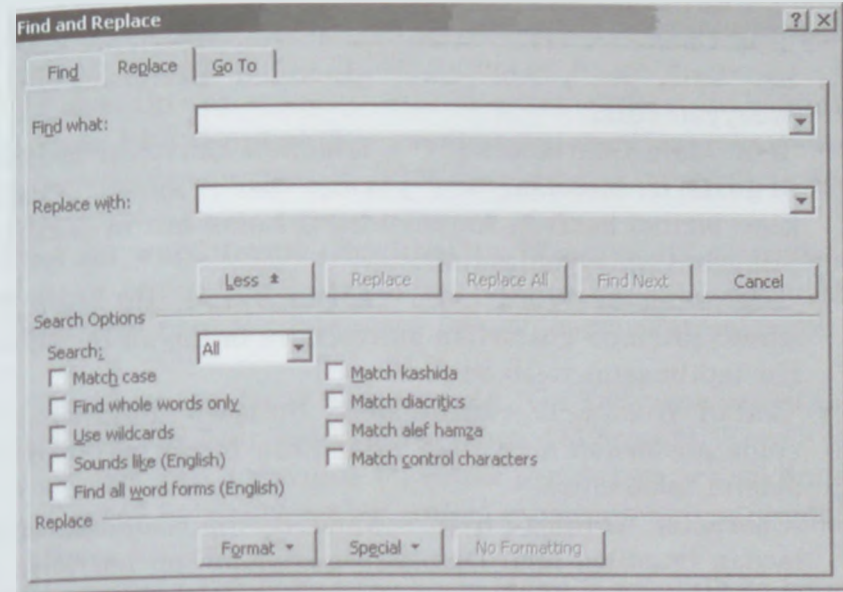 Find and Replace
Find Replace Go To
Find what:
Replace with:
Less Replace Replace All Find Next Cancel
Search Options
Search: All
Match case Match kashida
Find whole words only Match diacritics
Use wildcards Match alef hamza
Sounds like (English) Match control characters
Find all word forms (English)
Replace
Format Special No Formatting